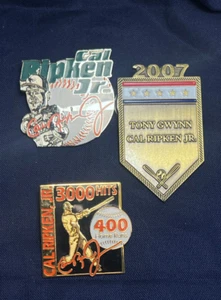 Cal
Ripken
Jr.
2007
TONY GWYNN
CAL RIPKEN JR.
3000 HITS
CAL RIPKEN, JR.
400